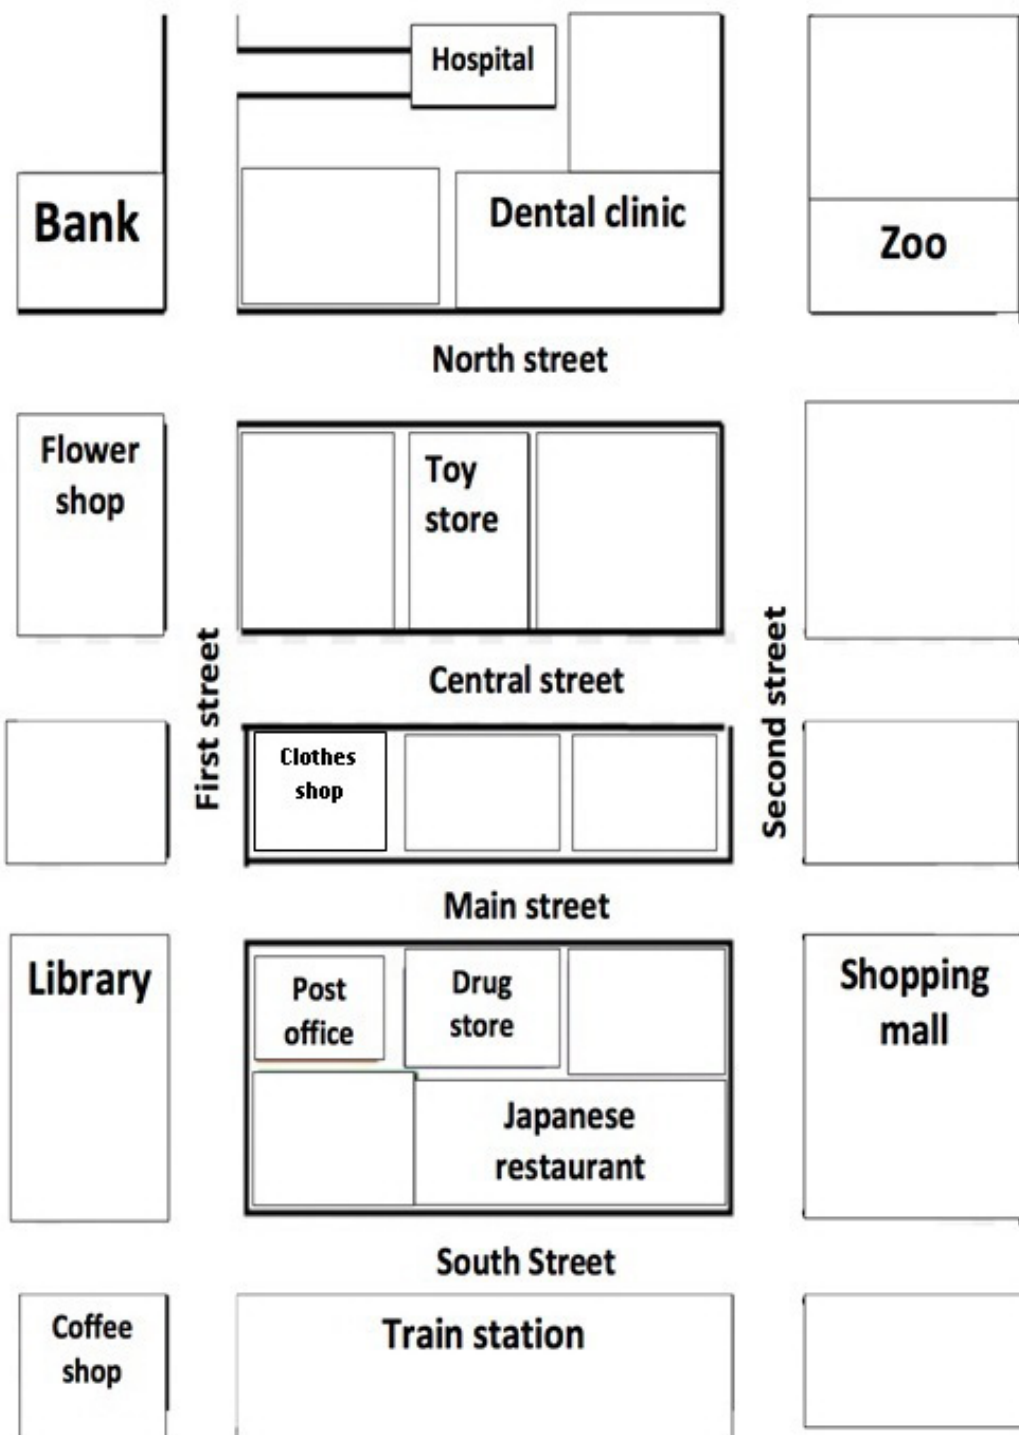 Hospital
Bank
Dental clinic
Zoo
North street
Flower
shop
Toy
store
First street
Central street
Second street
Clothes
shop
Main street
Library
Post
office
Drug
store
Shopping
mall
Japanese
restaurant
South Street
Coffee
shop
Train station